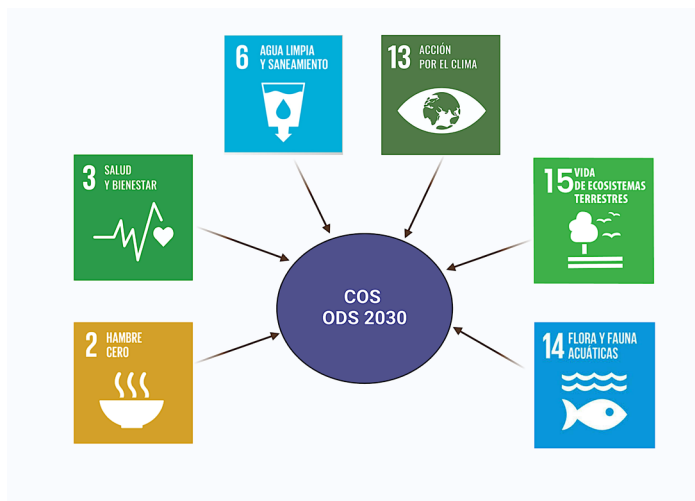 6 AGUA LIMPIA
Y SANEAMIENTO
13 ACCIÓN
POR EL CLIMA
3 SALUD
Y BIENESTAR
15 VIDA
DE ECOSISTEMAS
TERRESTRES
COS
ODS 2030
2 HAMBRE
CERO
14 FLORA Y FAUNA
ACUÁTICAS